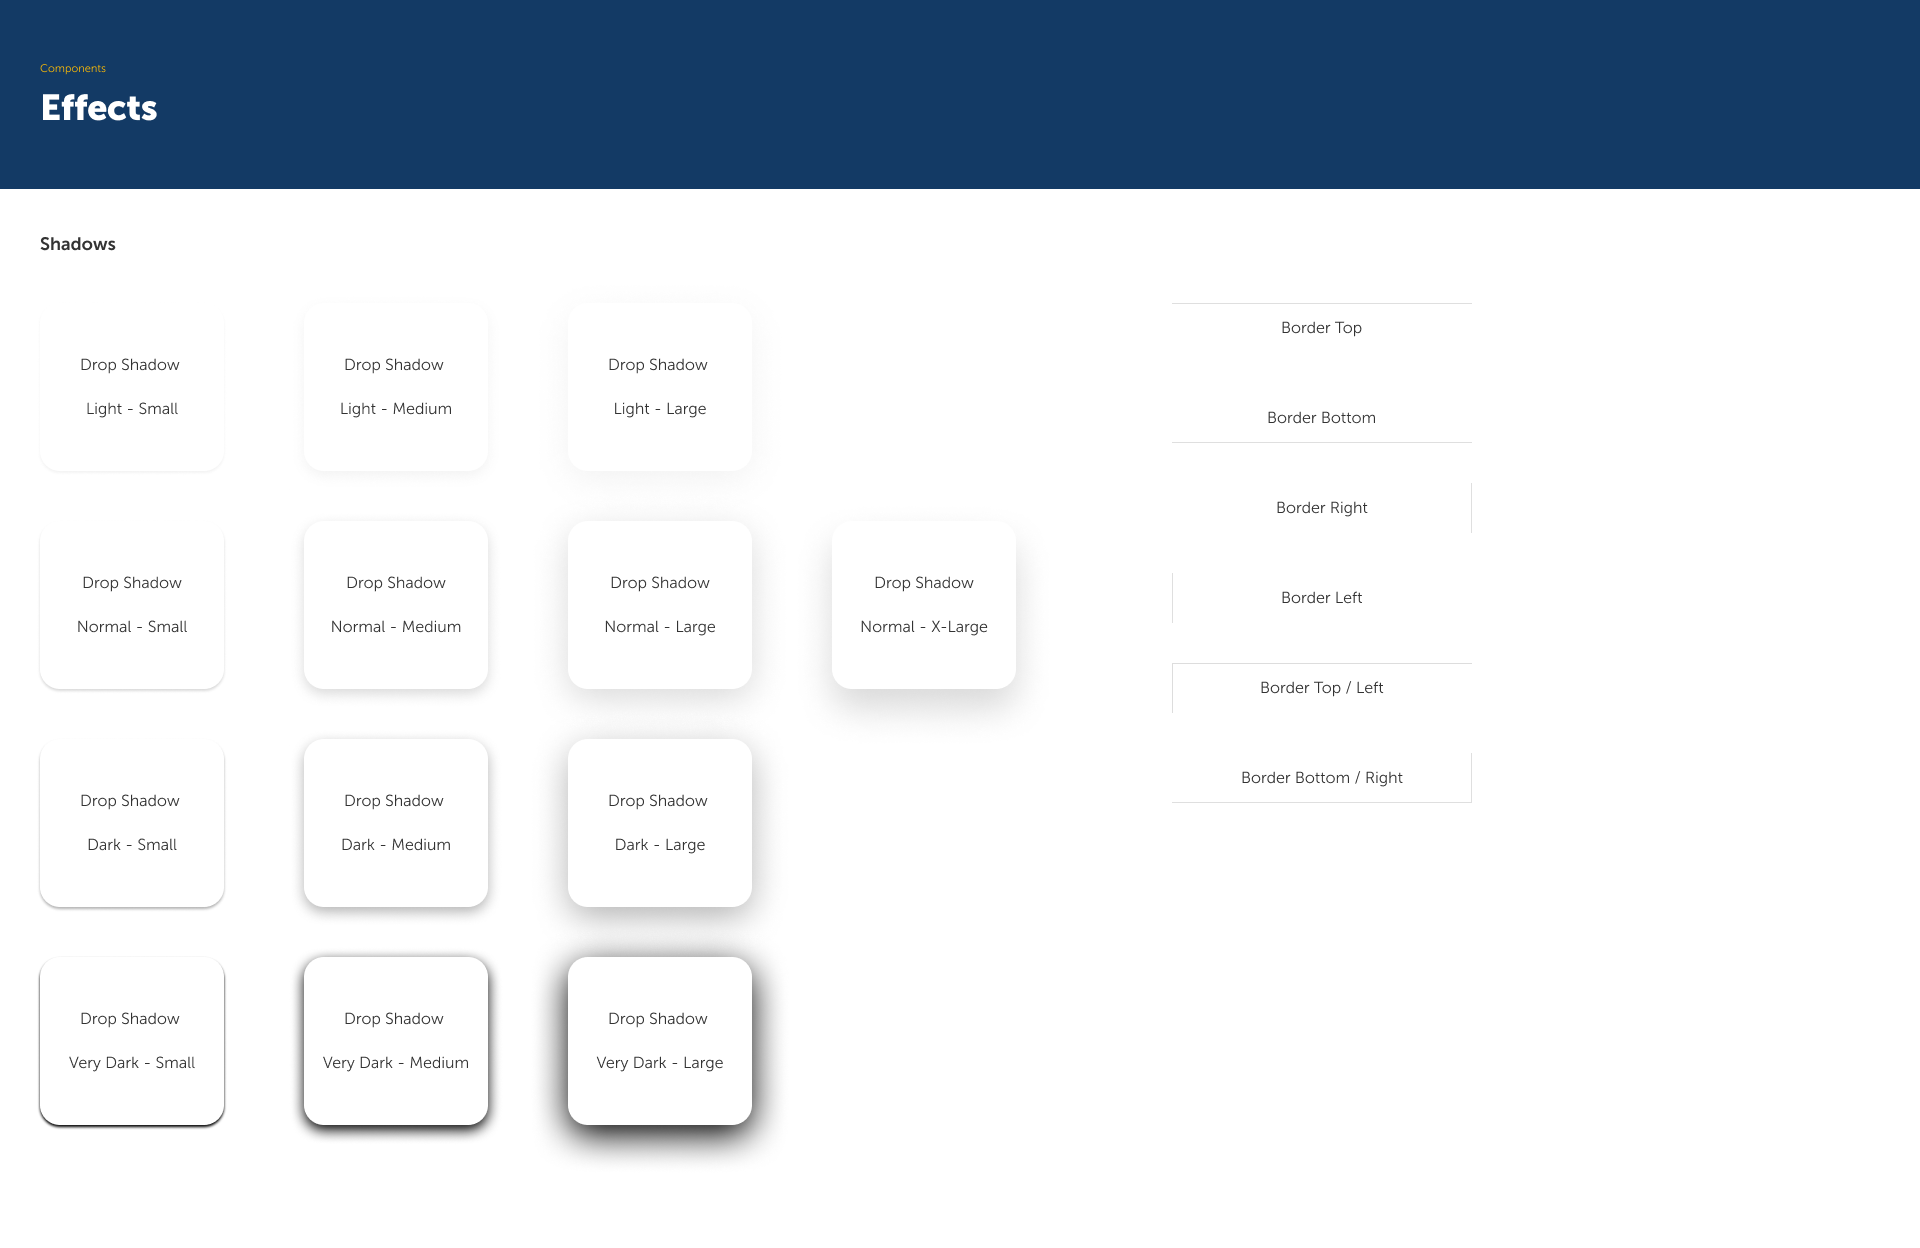 Components
Effects
Shadows
Drop Shadow
Light - Small
Drop Shadow
Light - Medium
Drop Shadow
Light - Large
Drop Shadow
Normal - Small
Drop Shadow
Normal - Medium
Drop Shadow
Normal - Large
Drop Shadow
Normal - X-Large
Drop Shadow
Dark - Small
Drop Shadow
Dark - Medium
Drop Shadow
Dark - Large
Drop Shadow
Very Dark - Small
Drop Shadow
Very Dark - Medium
Drop Shadow
Very Dark - Large
Border Top
Border Bottom
Border Right
Border Left
Border Top / Left
Border Bottom / Right